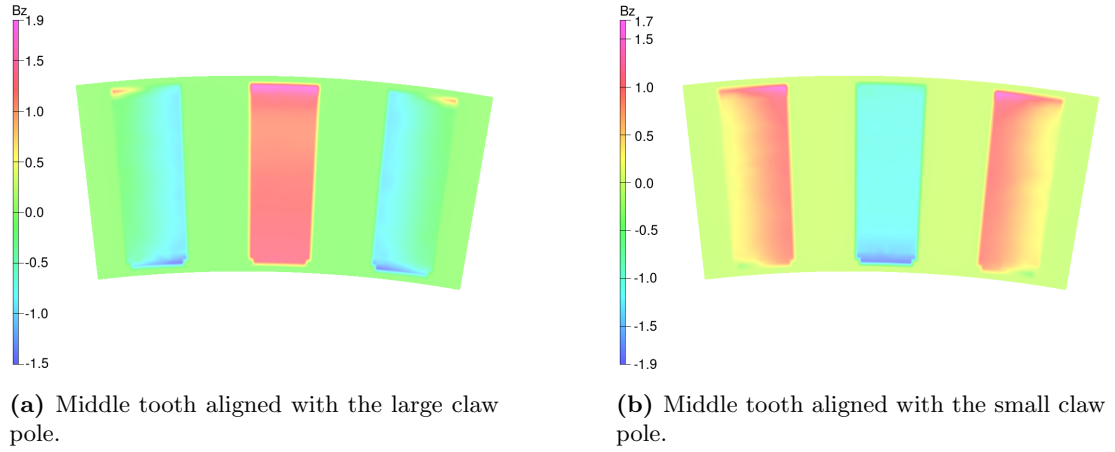 Bz
1.9
1.5
1.0
0.5
0.0
-0.5
-1.0
-1.5
Bz
1.7
1.5
1.0
0.5
0.0
-0.5
-1.0
-1.5
-1.9
(a) Middle tooth aligned with the large claw
pole.
(b) Middle tooth aligned with the small claw
pole.